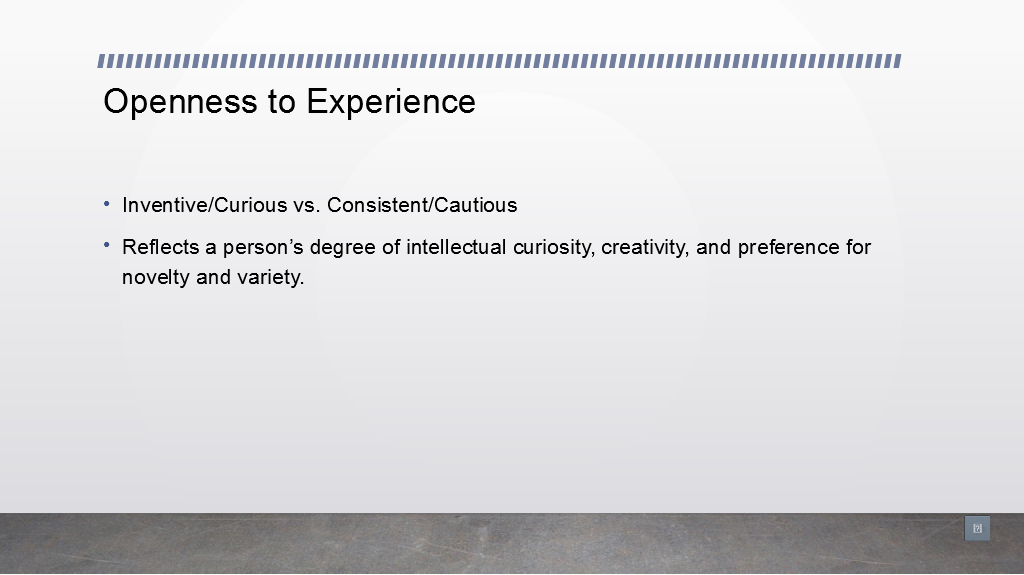 Openness to Experience
• Inventive/Curious vs. Consistent/Cautious
• Reflects a person’s degree of intellectual curiosity, creativity, and preference for
novelty and variety.